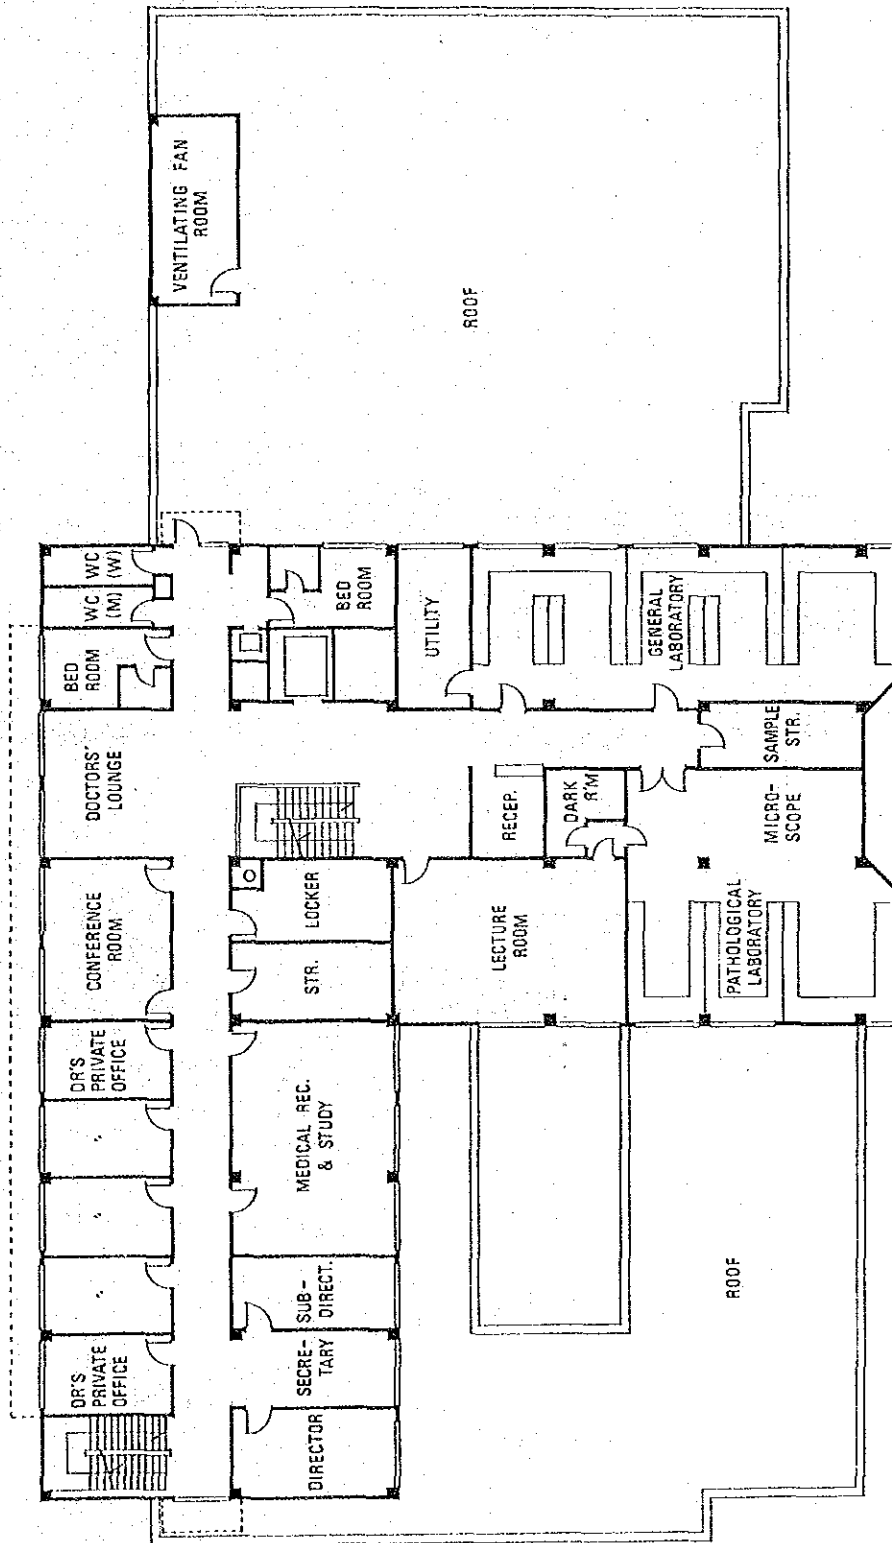 DR'S
PRIVATE
OFFICE
〃
〃
〃
DR'S
PRIVATE
OFFICE
CONFERENCE
ROOM
DOCTORS'
LOUNGE
BED
ROOM
WC
(M)
WC
(W)
VENTILATING FAN
ROOM
DIRECTOR
SECRE-
TARY
SUB-
DIRECT.
MEDICAL REC.
& STUDY
STR.
LOCKER
BED
ROOM
UTILITY
LECTURE
ROOM
RECEP.
DARK
R'M
ROOF
GENERAL
LABORATORY
PATHOLOGICAL
LABORATORY
MICRO-
SCOPE
SAMPLE
STR.
ROOF